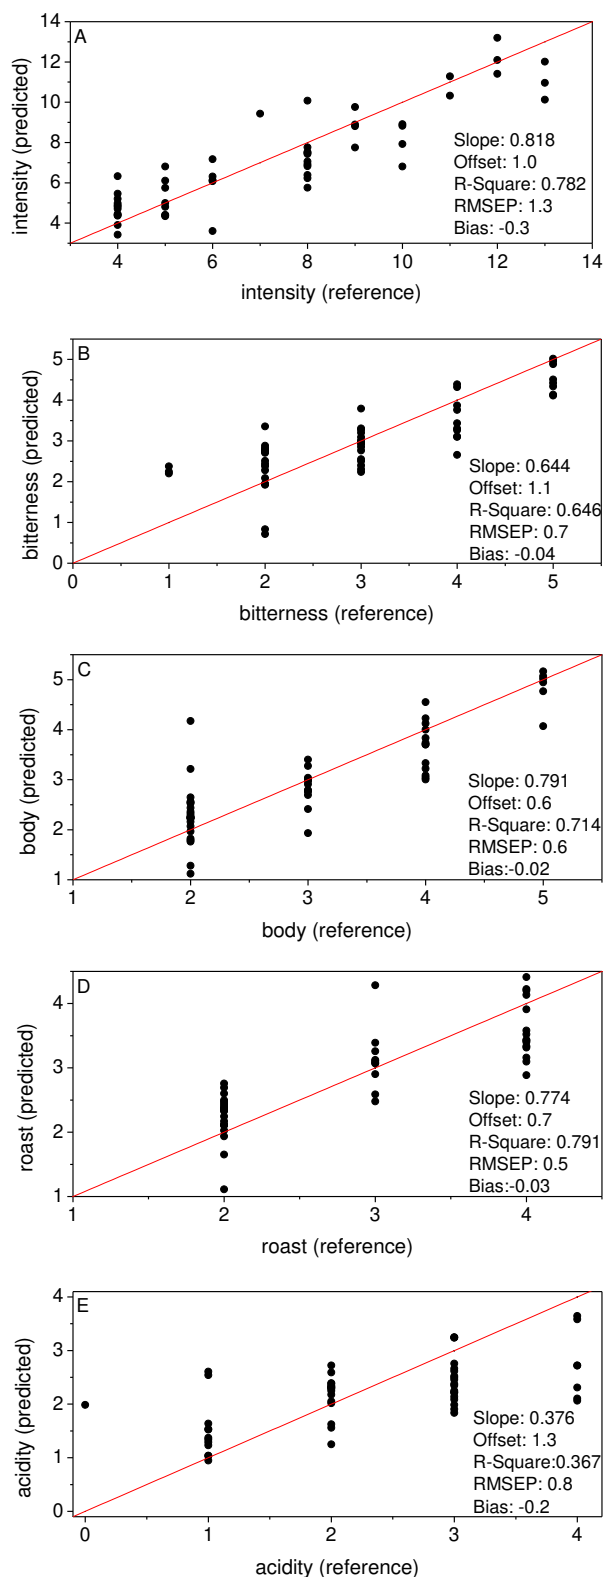 A
14
12
10
8
6
4
intensity (predicted)
Slope: 0.818
Offset: 1.0
R-Square: 0.782
RMSEP: 1.3
Bias: -0.3
4 6 8 10 12 14
intensity (reference)
B
5
4
3
2
1
0
bitterness (predicted)
Slope: 0.644
Offset: 1.1
R-Square: 0.646
RMSEP: 0.7
Bias: -0.04
0 1 2 3 4 5
bitterness (reference)
C
5
4
3
2
1
body (predicted)
Slope: 0.791
Offset: 0.6
R-Square: 0.714
RMSEP: 0.6
Bias:-0.02
1 2 3 4 5
body (reference)
D
4
3
2
1
roast (predicted)
Slope: 0.774
Offset: 0.7
R-Square: 0.791
RMSEP: 0.5
Bias:-0.03
1 2 3 4
roast (reference)
E
4
3
2
1
0
acidity (predicted)
Slope: 0.376
Offset: 1.3
R-Square:0.367
RMSEP: 0.8
Bias: -0.2
0 1 2 3 4
acidity (reference)